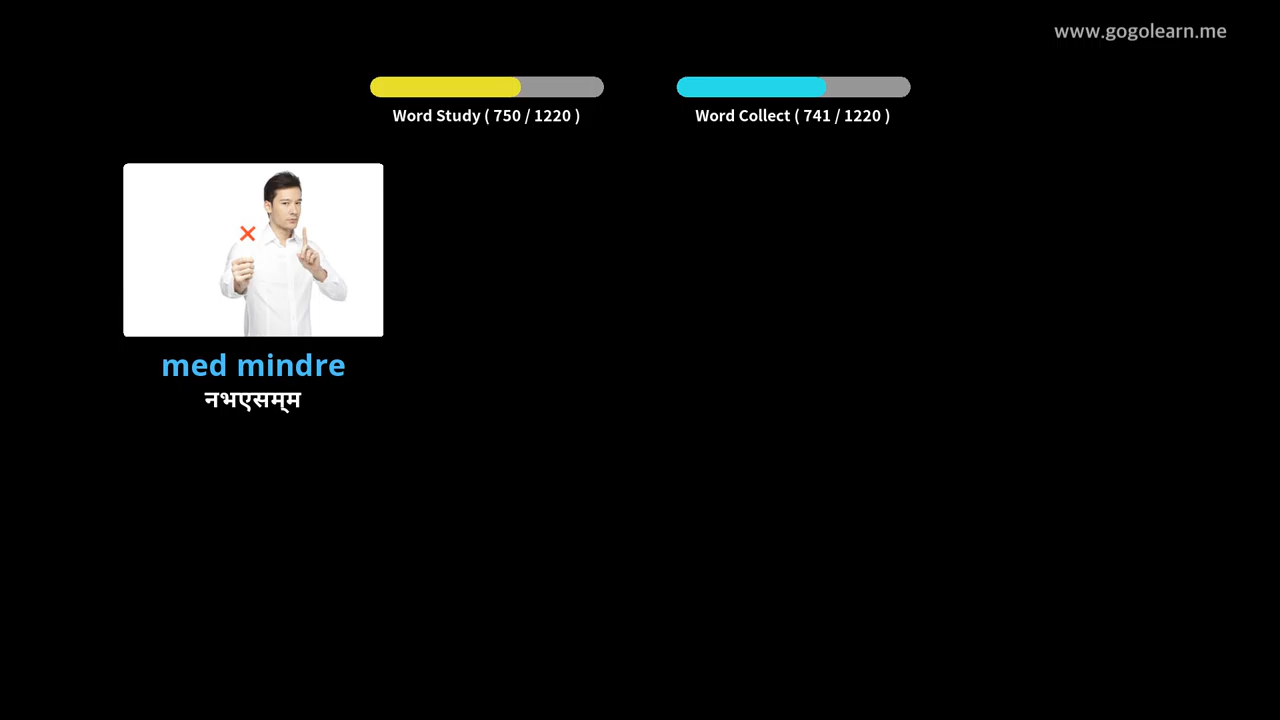 www.gogolearn.me
Word Study ( 750 / 1220 )
Word Collect ( 741 / 1220 )
med mindre
नभएसम्म